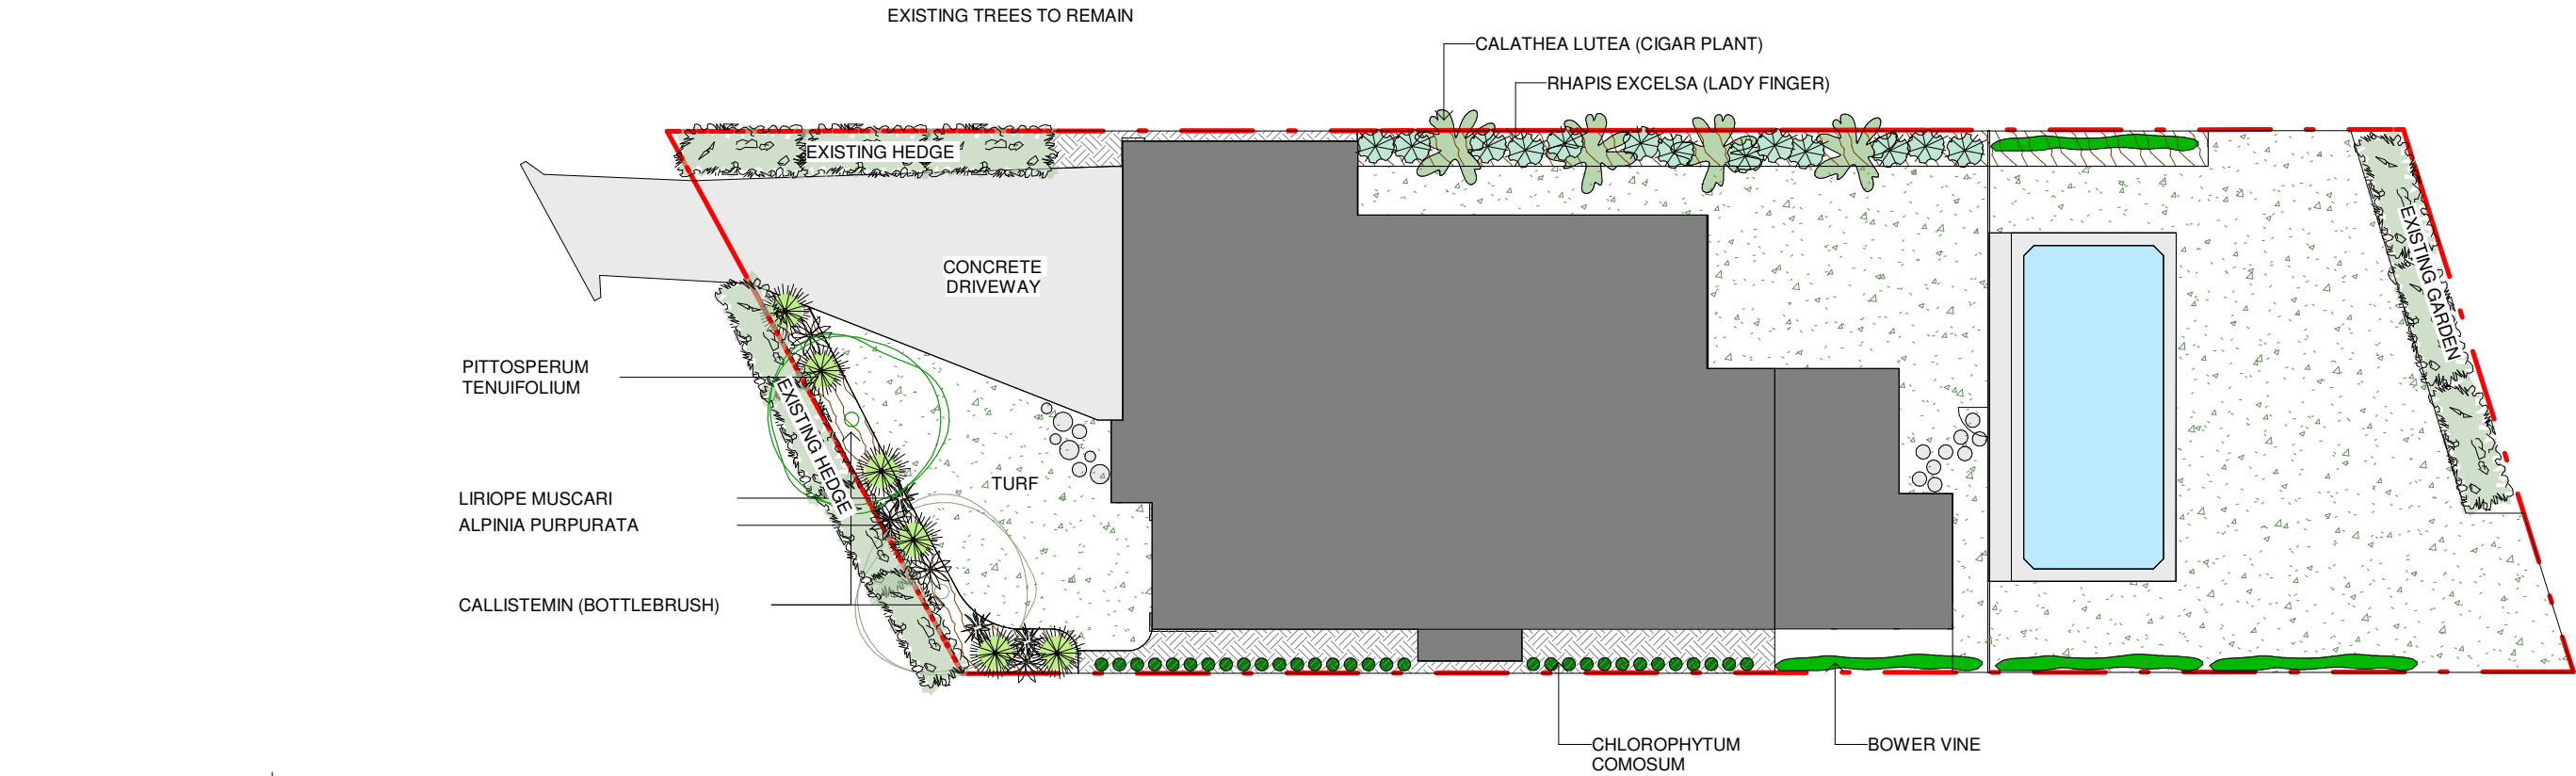 EXISTING TREES TO REMAIN
CALATHEA LUTEA (CIGAR PLANT)
RHAPIS EXCELSA (LADY FINGER)
EXISTING HEDGE
EXISTING GARDEN
CONCRETE
DRIVEWAY
PITTOSPERUM
TENUIFOLIUM
EXISTING HEDGE
TURF
LIRIOPE MUSCARI
ALPINIA PURPURATA
CALLISTEMIN (BOTTLEBRUSH)
CHLOROPHYTUM
COMOSUM
BOWER VINE